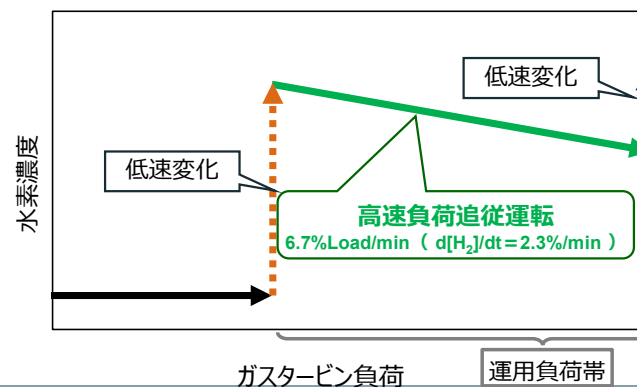 低速変化
低速変化
水素濃度
高速負荷追従運転
6.7%Load/min ( d[H₂]/dt=2.3%/min )
ガスタービン負荷
運用負荷帯